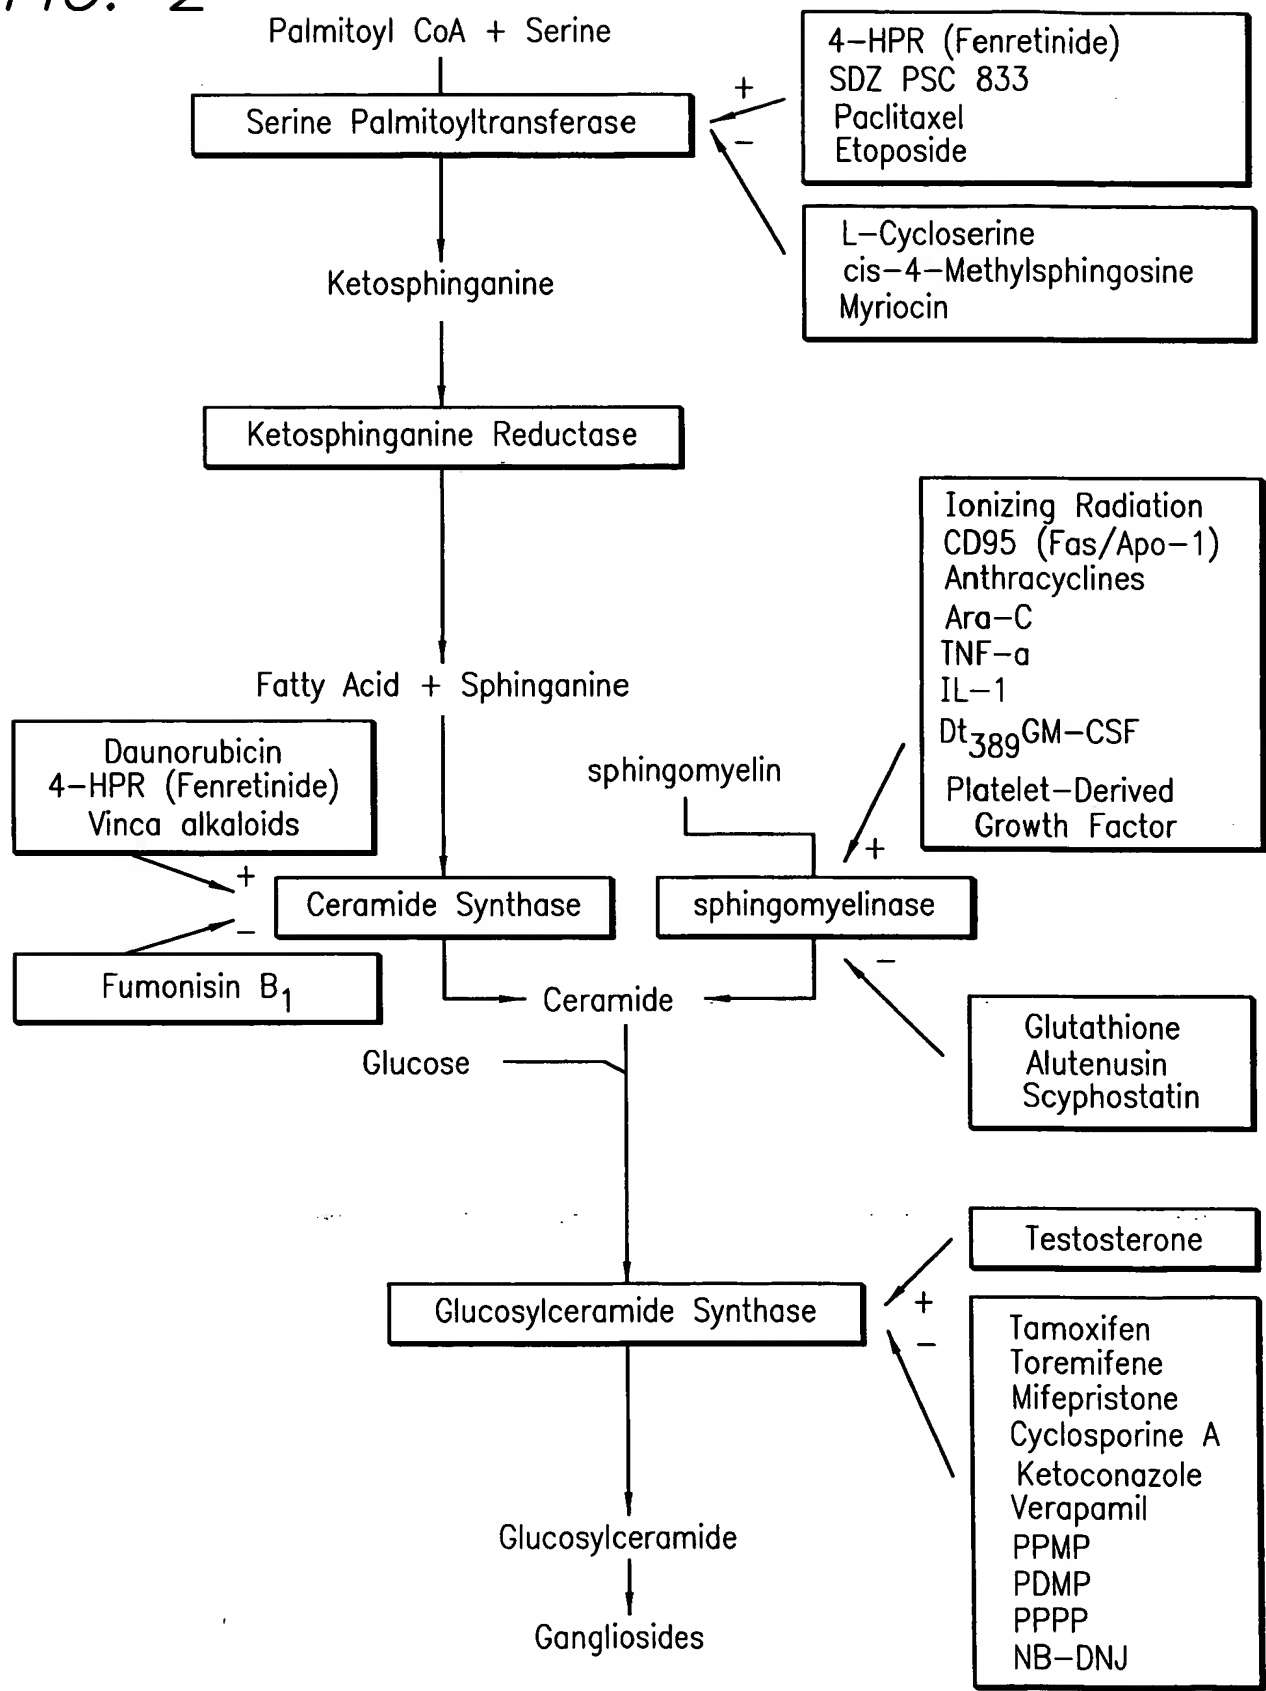 FIG. 2
Palmitoyl CoA + Serine
Serine Palmitoyltransferase
+
−
4−HPR (Fenretinide)
SDZ PSC 833
Paclitaxel
Etoposide
L−Cycloserine
cis−4−Methylsphingosine
Myriocin
Ketosphinganine
Ketosphinganine Reductase
Fatty Acid + Sphinganine
Ionizing Radiation
CD95 (Fas/Apo−1)
Anthracyclines
Ara−C
TNF−a
IL−1
Dt389GM−CSF
Platelet−Derived
Growth Factor
Daunorubicin
4−HPR (Fenretinide)
Vinca alkaloids
sphingomyelin
+
+
Ceramide Synthase
sphingomyelinase
−
−
Fumonisin B1
Ceramide
Glucose
Glutathione
Alutenusin
Scyphostatin
Testosterone
Glucosylceramide Synthase
+
−
Tamoxifen
Toremifene
Mifepristone
Cyclosporine A
Ketoconazole
Verapamil
PPMP
PDMP
PPPP
NB−DNJ
Glucosylceramide
Gangliosides